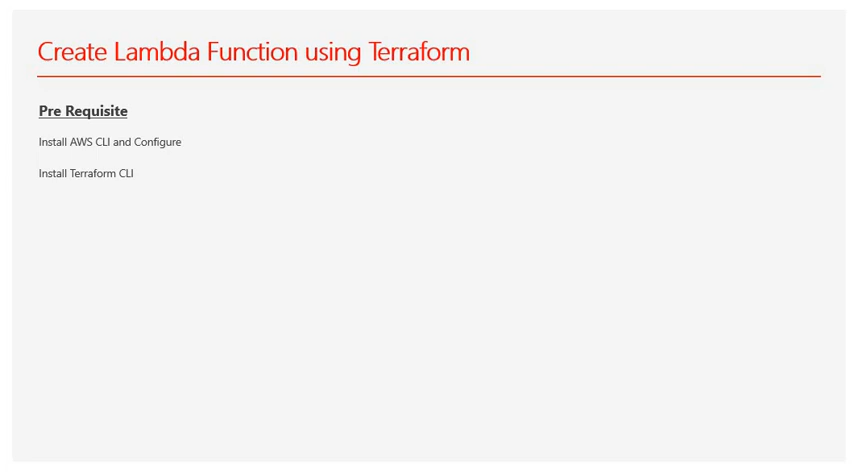 Create Lambda Function using Terraform
Pre Requisite
Install AWS CLI and Configure
Install Terraform CLI